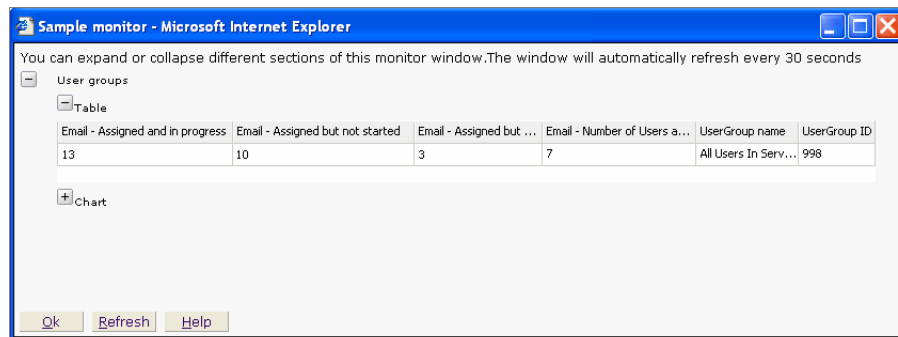 Sample monitor - Microsoft Internet Explorer
You can expand or collapse different sections of this monitor window.The window will automatically refresh every 30 seconds
User groups
Table
Email - Assigned and in progress Email - Assigned but not started Email - Assigned but ... Email - Number of Users a... UserGroup name UserGroup ID
13 10 3 7 All Users In Serv... 998
Chart
Ok Refresh Help